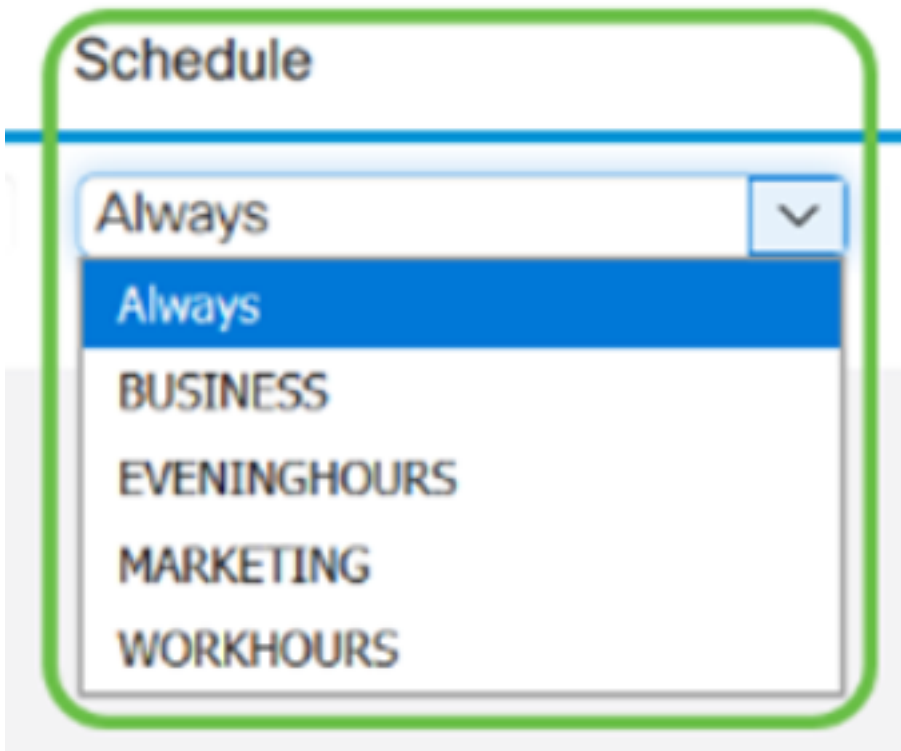 Schedule
Always
Always
BUSINESS
EVENINGHOURS
MARKETING
WORKHOURS